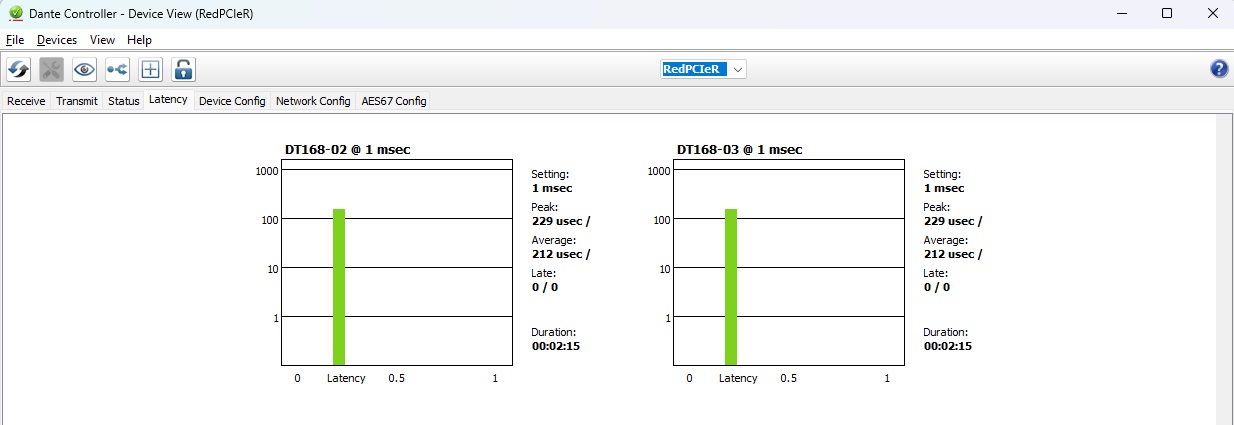 Dante Controller - Device View (RedPCIeR)
File Devices View Help
RedPCIeR
?
Receive Transmit Status Latency Device Config Network Config AES67 Config
DT168-02 @ 1 msec
1000
100
10
1
0 Latency 0.5 1
Setting:
1 msec
Peak:
229 usec /
Average:
212 usec /
Late:
0 / 0
Duration:
00:02:15
DT168-03 @ 1 msec
1000
100
10
1
0 Latency 0.5 1
Setting:
1 msec
Peak:
229 usec /
Average:
212 usec /
Late:
0 / 0
Duration:
00:02:15